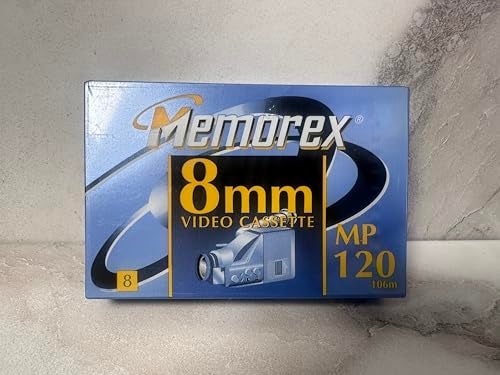 Memorex®
8mm
VIDEO CASSETTE
MP
120
106m
8